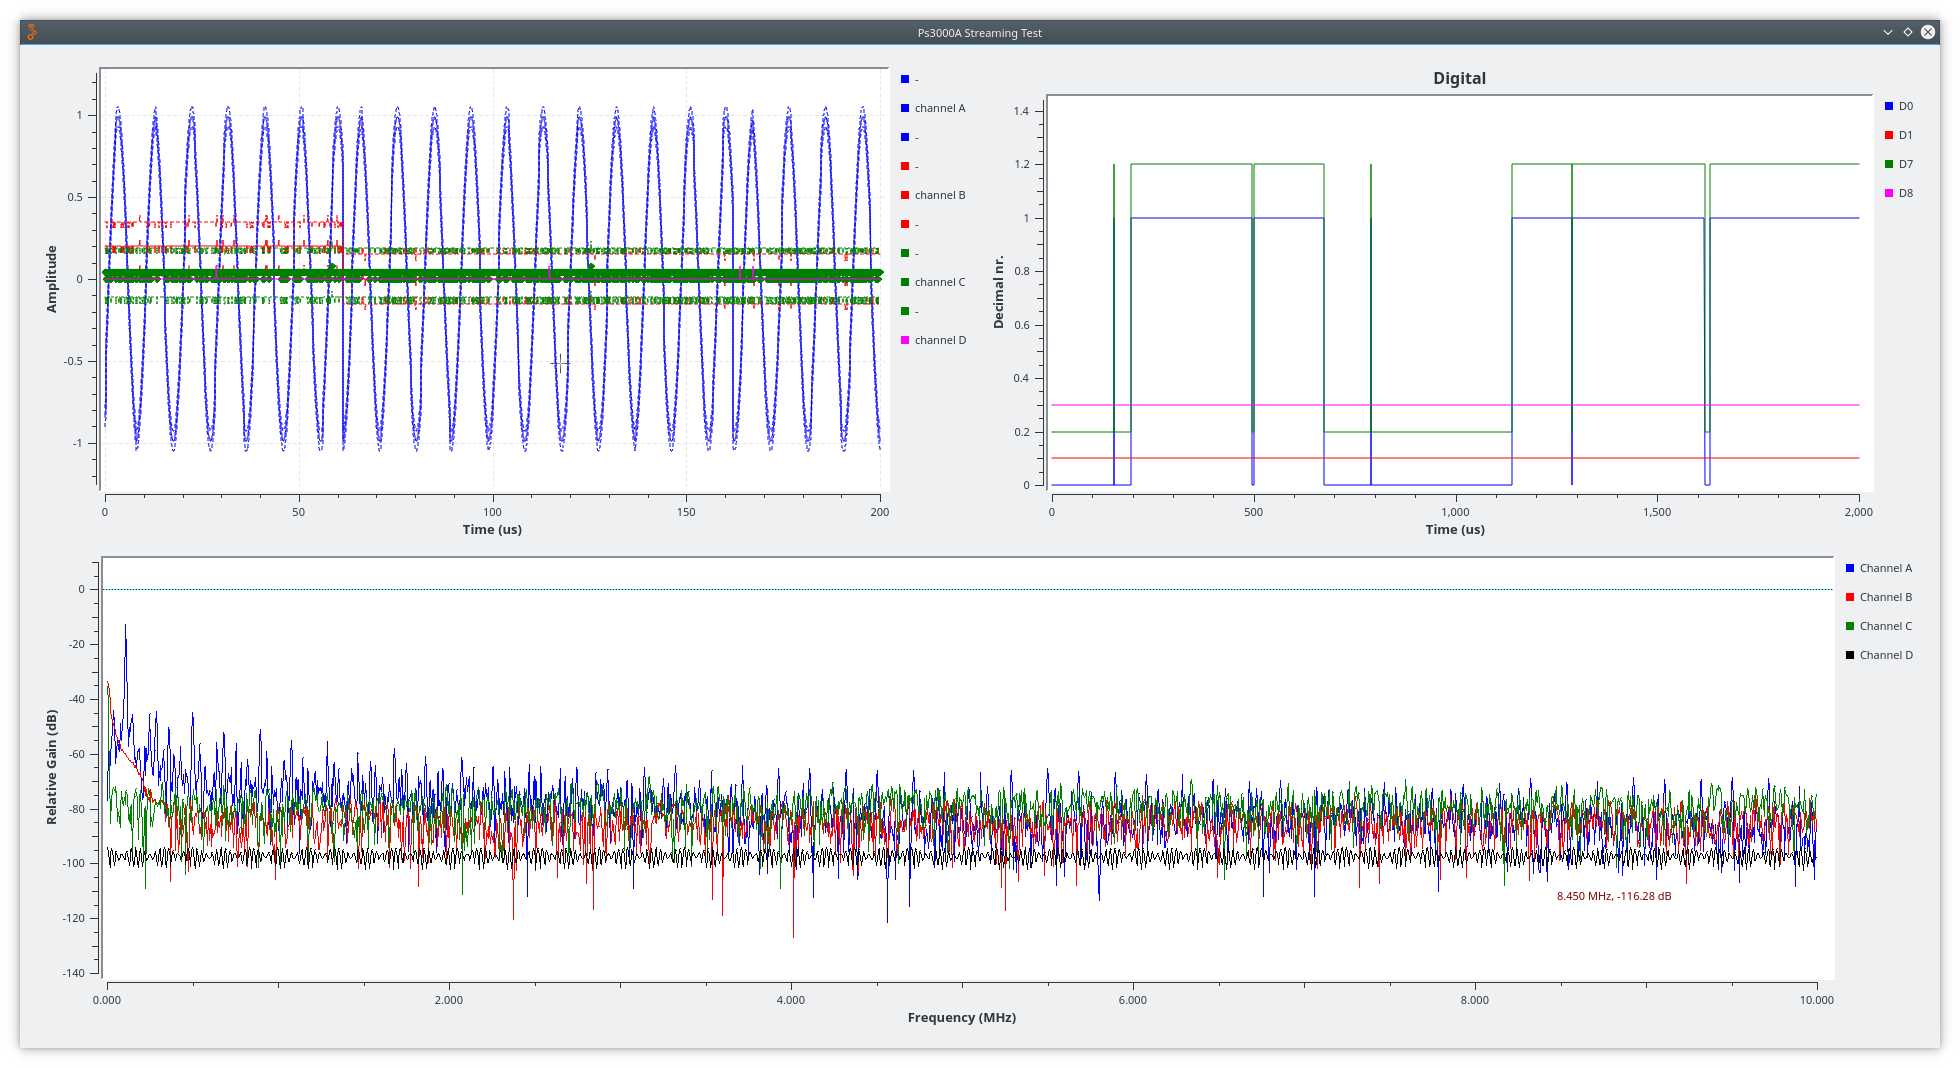 Ps3000A Streaming Test
1
0.5
0
-0.5
-1
Amplitude
0
50
100
150
200
Time (us)
-
channel A
-
-
channel B
-
-
channel C
-
channel D
Digital
1.4
1.2
1
0.8
0.6
0.4
0.2
0
Decimal nr.
0
500
1,000
1,500
2,000
Time (us)
D0
D1
D7
D8
0
-20
-40
-60
-80
-100
-120
-140
Relative Gain (dB)
8.450 MHz, -116.28 dB
0.000
2.000
4.000
6.000
8.000
10.000
Frequency (MHz)
Channel A
Channel B
Channel C
Channel D